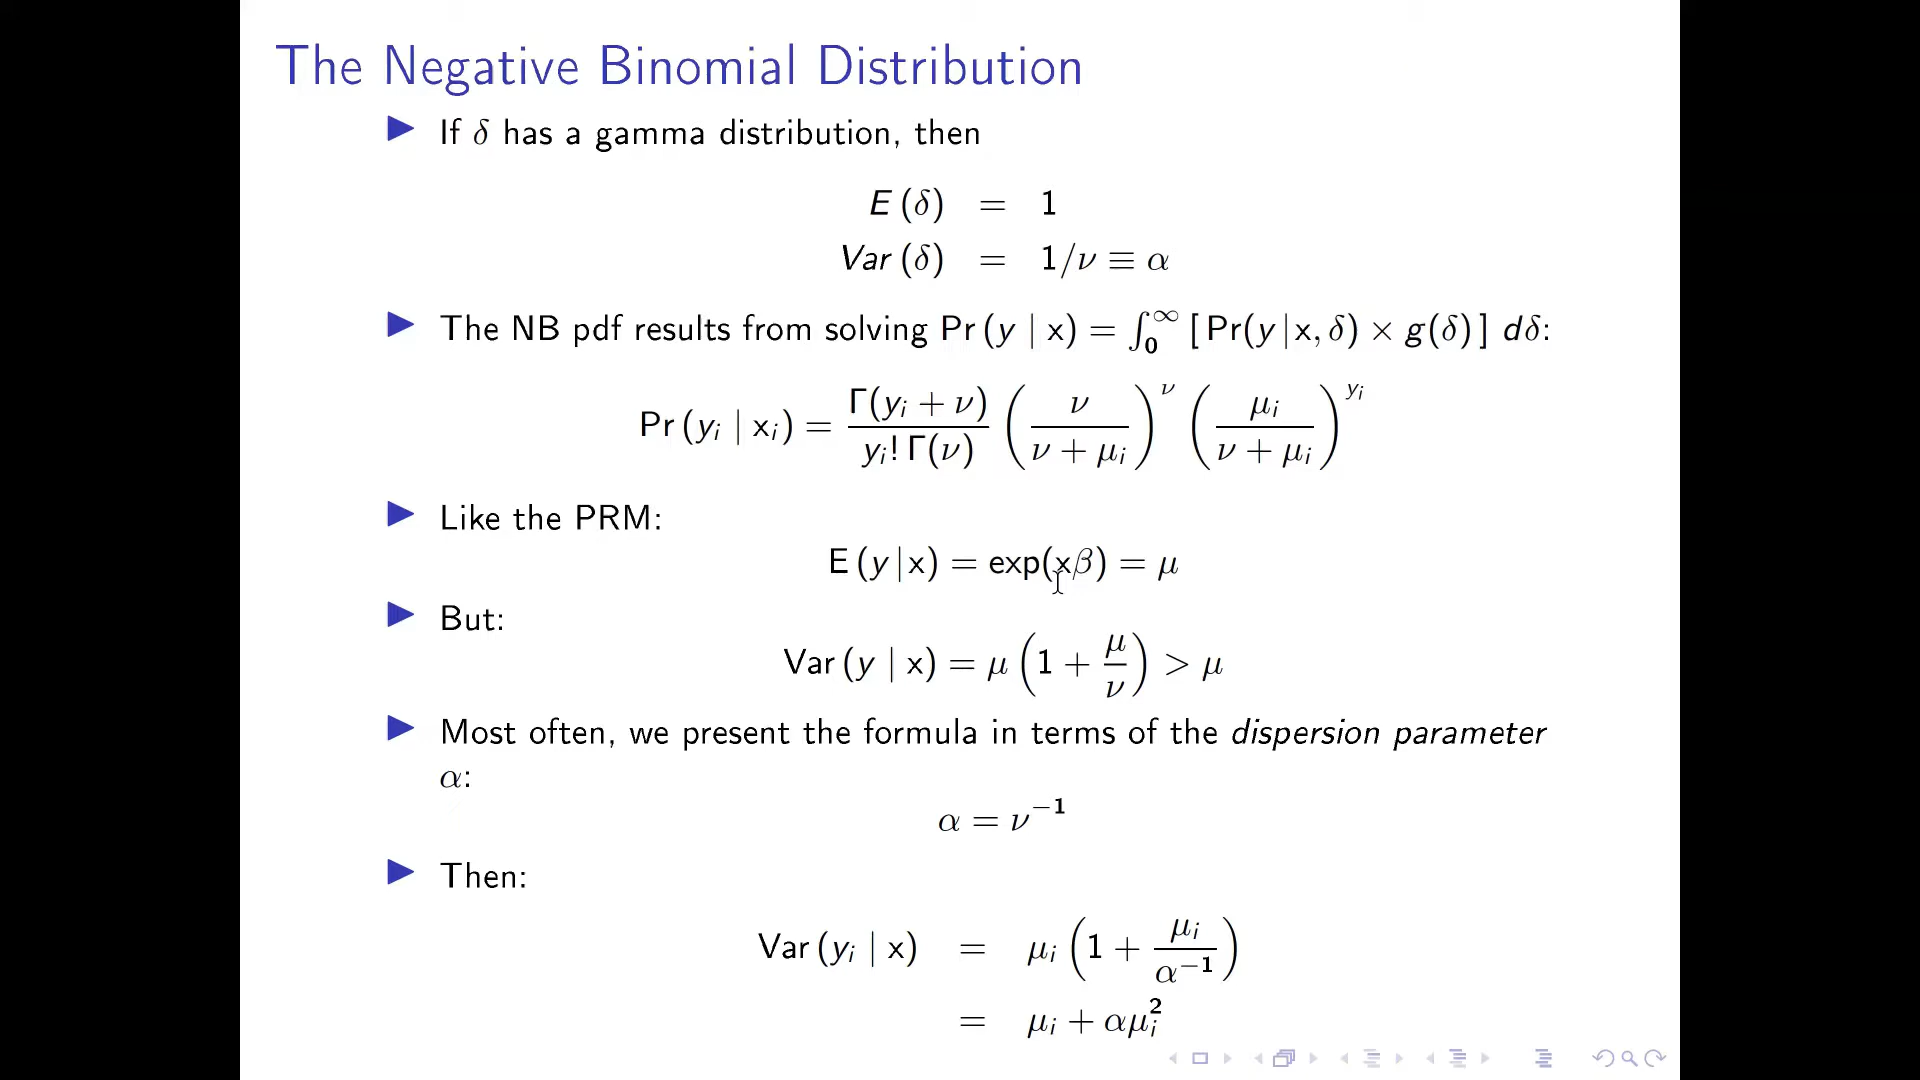 The Negative Binomial Distribution
▶ If δ has a gamma distribution, then
E (δ) = 1
Var (δ) = 1/ν ≡ α
▶ The NB pdf results from solving Pr (y | x) = ∫₀^∞ [ Pr(y | x, δ) × g(δ) ] dδ:
Pr (yᵢ | xᵢ) = Γ(yᵢ + ν) / yᵢ! Γ(ν) (ν / ν + μᵢ)^ν (μᵢ / ν + μᵢ)^yᵢ
▶ Like the PRM:
E (y | x) = exp(xβ) = μ
▶ But:
Var (y | x) = μ (1 + μ/ν) > μ
▶ Most often, we present the formula in terms of the dispersion parameter
α:
α = ν⁻¹
▶ Then:
Var (yᵢ | x) = μᵢ (1 + μᵢ/α⁻¹)
= μᵢ + αμᵢ²